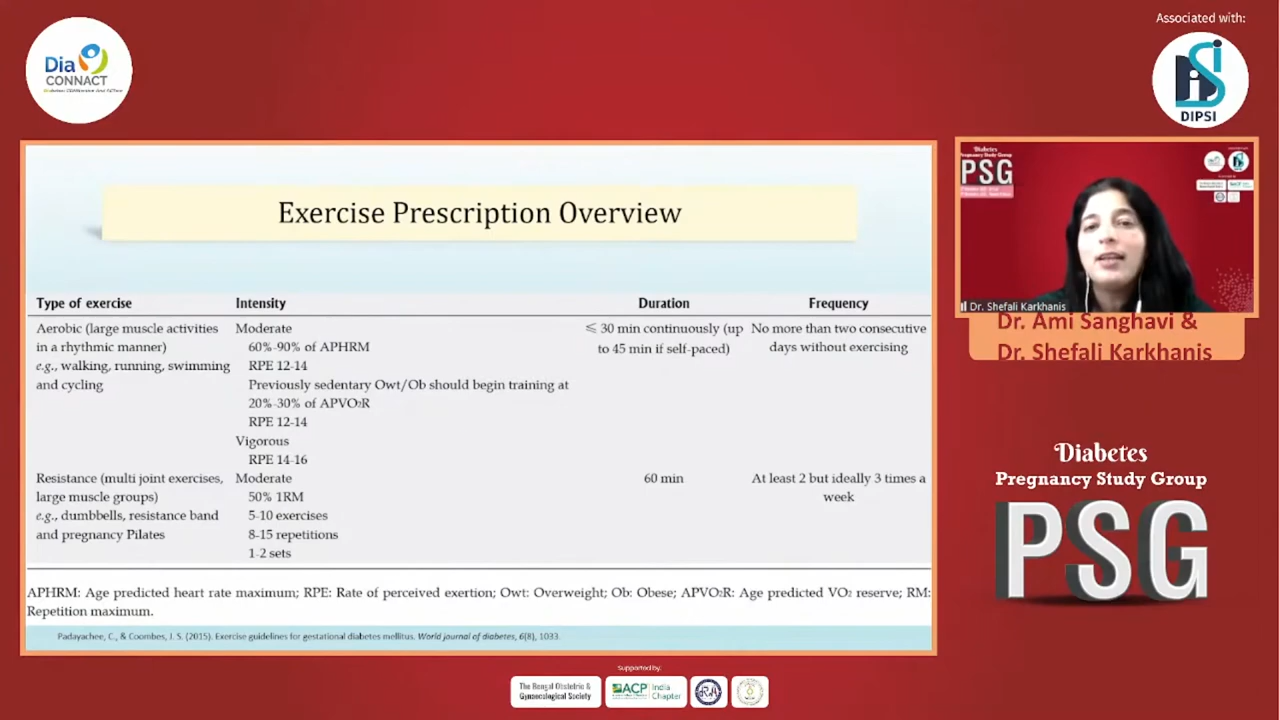 Associated with:
Dia
CONNACT
DiSi
DIPSI
Exercise Prescription Overview
Type of exercise Intensity Duration Frequency
Aerobic (large muscle activities Moderate ≤ 30 min continuously (up No more than two consecutive
in a rhythmic manner) 60%-90% of APHRM to 45 min if self-paced) days without exercising
e.g., walking, running, swimming RPE 12-14
and cycling Previously sedentary Owt/Ob should begin training at
20%-30% of APVO₂R
RPE 12-14
Vigorous
RPE 14-16
Resistance (multi joint exercises, Moderate 60 min At least 2 but ideally 3 times a
large muscle groups) 50% 1RM week
e.g., dumbbells, resistance band 5-10 exercises
and pregnancy Pilates 8-15 repetitions
1-2 sets
APHRM: Age predicted heart rate maximum; RPE: Rate of perceived exertion; Owt: Overweight; Ob: Obese; APVO₂R: Age predicted VO₂ reserve; RM:
Repetition maximum.
Padayachee, C., & Coombes, J. S. (2015). Exercise guidelines for gestational diabetes mellitus. World journal of diabetes, 6(8), 1033.
Diabetes
Pregnancy Study Group
PSG
Dr. Shefali Karkhanis
Dr. Ami Sanghavi &
Dr. Shefali Karkhanis
Diabetes
Pregnancy Study Group
PSG
Supported by:
The Bengal Obstetric &
Gynaecological Society
ACP India
Chapter